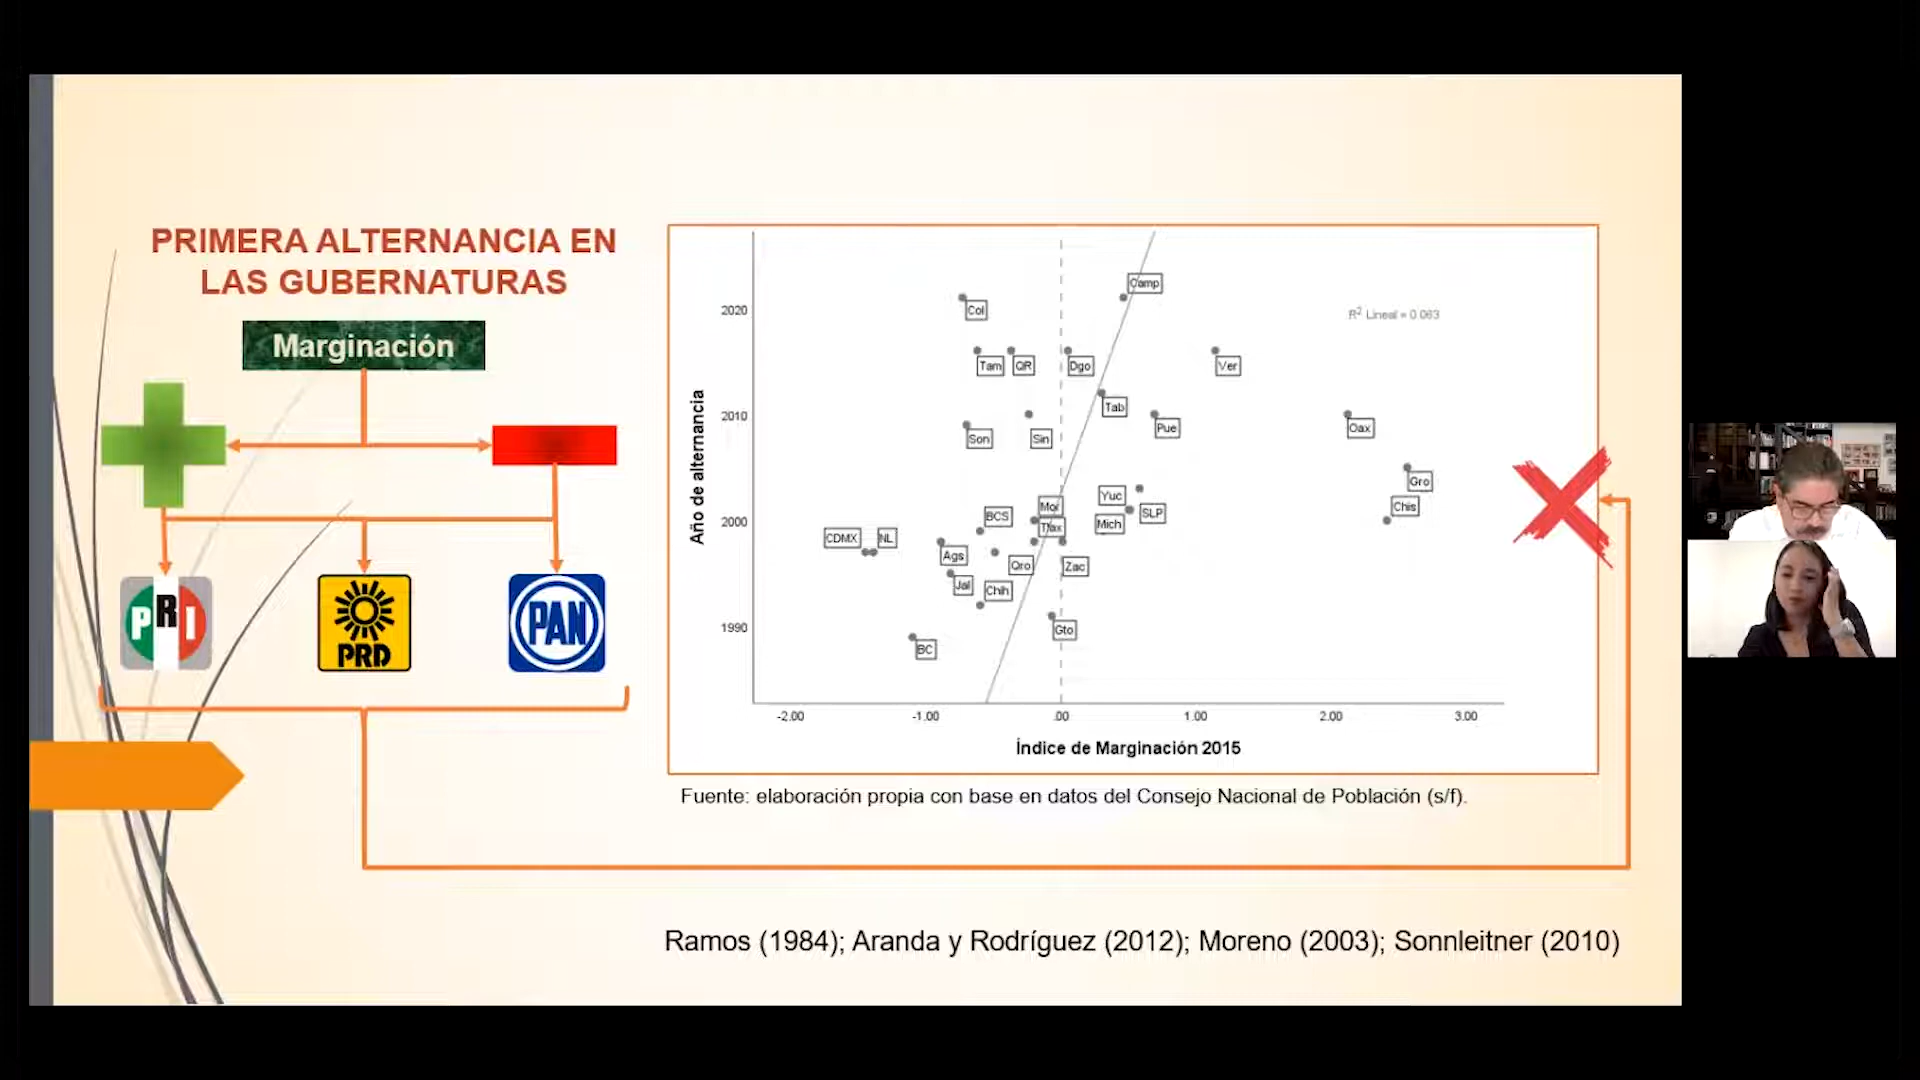 PRIMERA ALTERNANCIA EN
LAS GUBERNATURAS
Marginación
PRI
PRD
PAN
Año de alternancia
2020
2010
2000
1990
Camp
Col
R² Lineal = 0.063
Tam
QR
Dgo
Ver
Tab
Pue
Oax
Son
Sin
Gro
Yuc
Chis
Mor
BCS
SLP
Mich
Tlax
CDMX
NL
Ags
Qro
Zac
Jal
Chih
Gto
BC
-2.00
-1.00
.00
1.00
2.00
3.00
Índice de Marginación 2015
Fuente: elaboración propia con base en datos del Consejo Nacional de Población (s/f).
Ramos (1984); Aranda y Rodríguez (2012); Moreno (2003); Sonnleitner (2010)